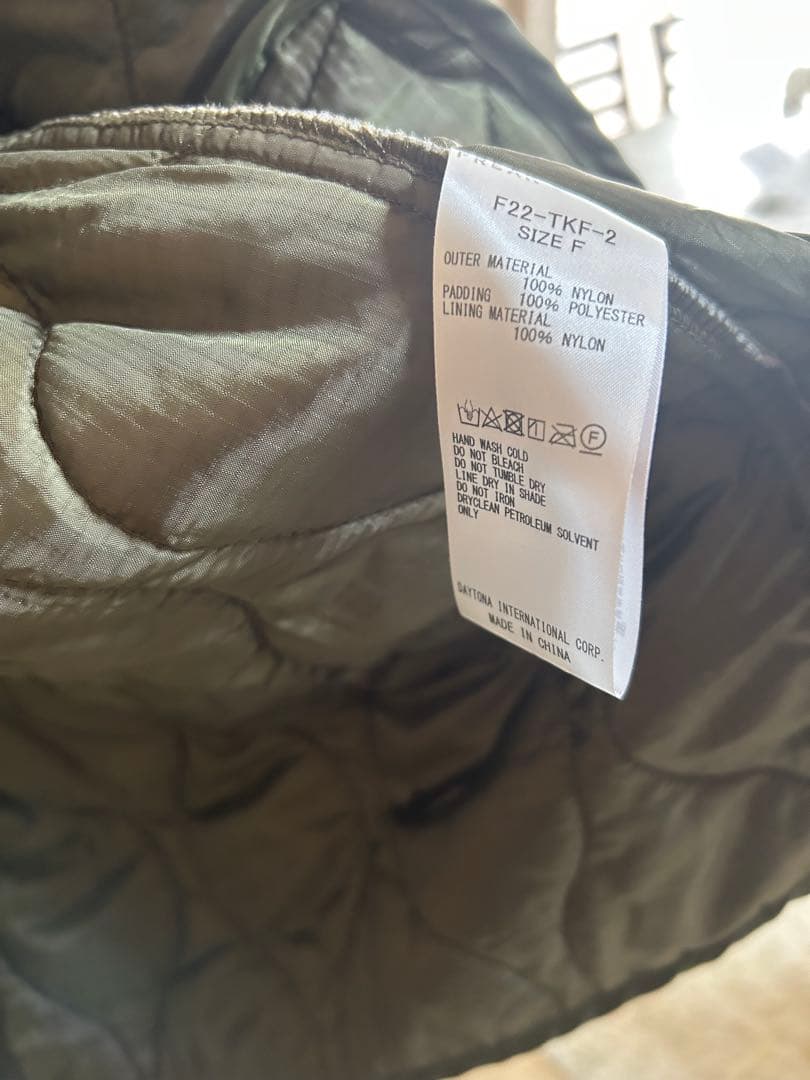 F22-TKF-2
SIZE F
OUTER MATERIAL
100% NYLON
PADDING 100% POLYESTER
LINING MATERIAL
100% NYLON
F
HAND WASH COLD
DO NOT BLEACH
DO NOT TUMBLE DRY
LINE DRY IN SHADE
DO NOT IRON
DRYCLEAN PETROLEUM SOLVENT
ONLY
DAYTONA INTERNATIONAL CORP.
MADE IN CHINA